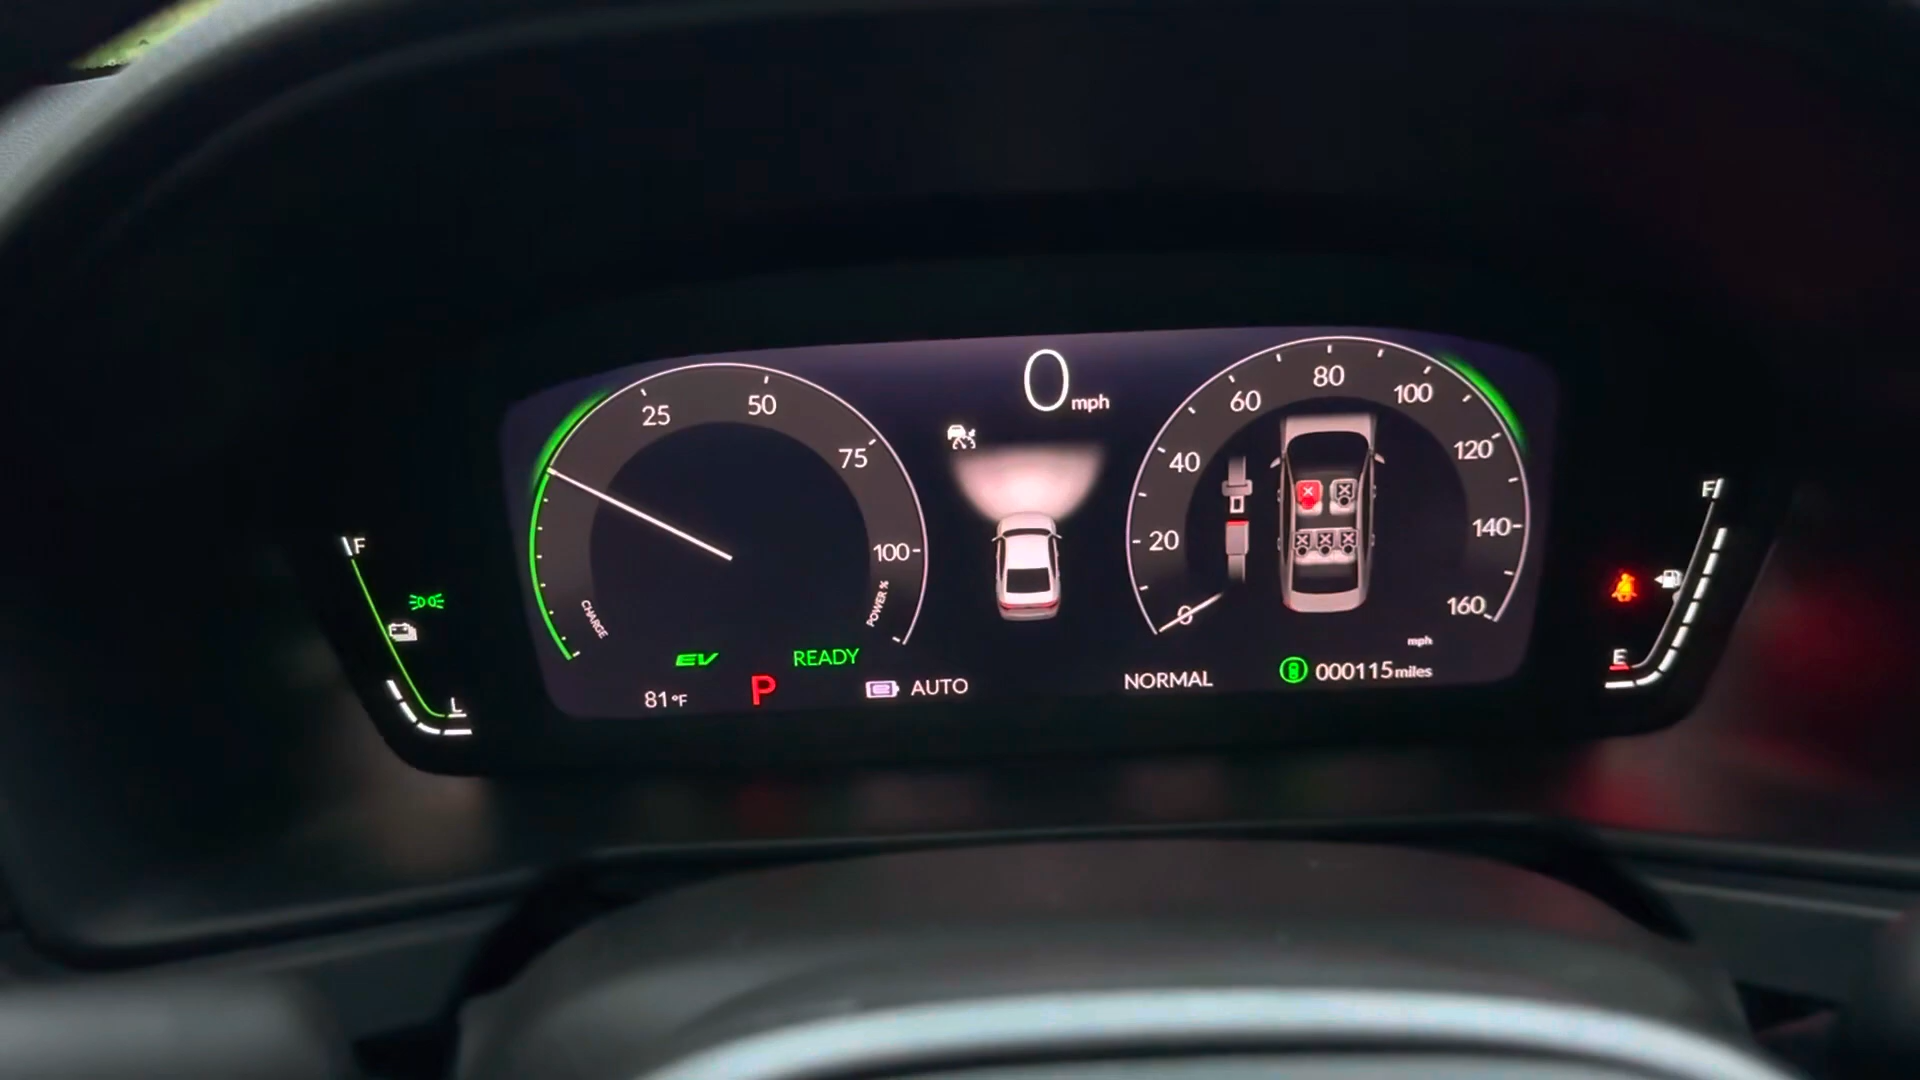 0 mph
25
50
75
100
CHARGE
POWER %
0
20
40
60
80
100
120
140
160
mph
F
L
F
E
EV
READY
81°F
P
AUTO
NORMAL
000115 miles